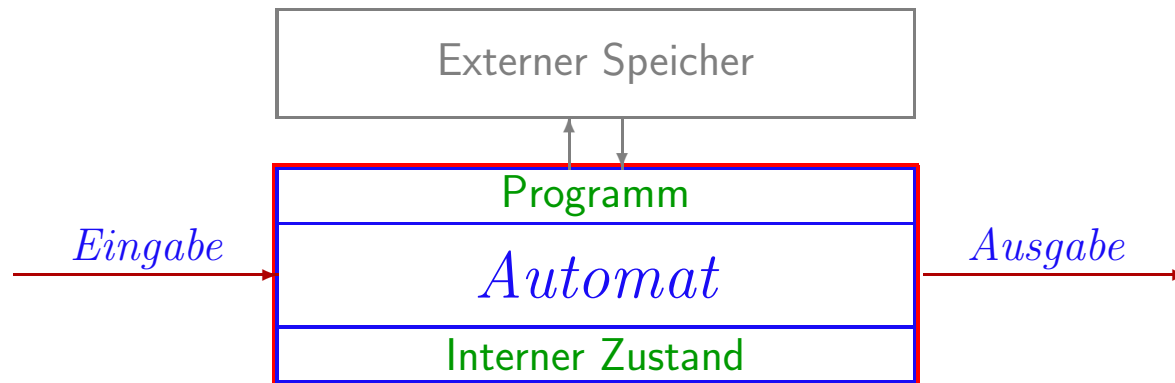 Externer Speicher
Programm
Eingabe
Automat
Ausgabe
Interner Zustand